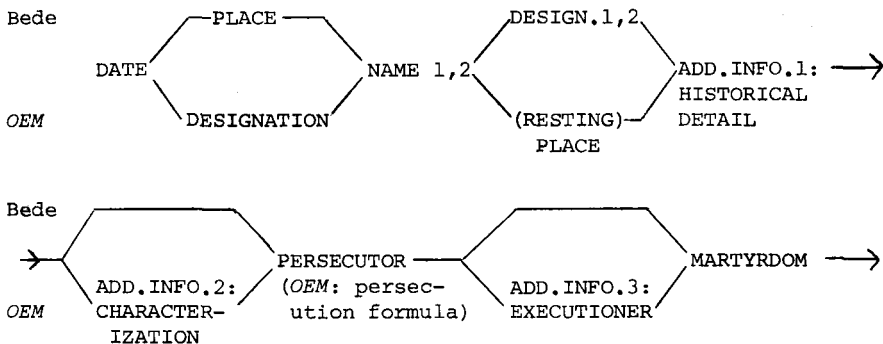 Bede PLACE DESIGN.1,2
DATE NAME 1,2 ADD.INFO.1:
HISTORICAL
OEM DESIGNATION (RESTING) DETAIL
PLACE
Bede
PERSECUTOR MARTYRDOM
ADD.INFO.2: (OEM: persec- ADD.INFO.3:
OEM CHARACTER- ution formula) EXECUTIONER
IZATION